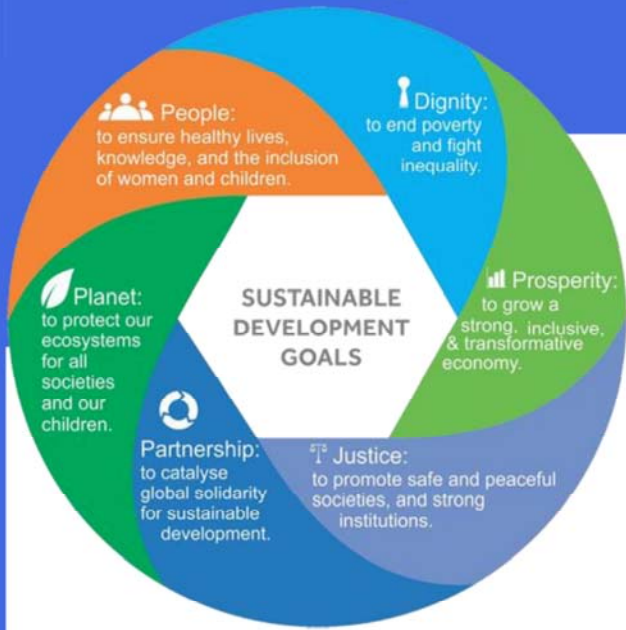 People:
to ensure healthy lives,
knowledge, and the inclusion
of women and children.
Dignity:
to end poverty
and fight
inequality.
Prosperity:
to grow a
strong, inclusive,
& transformative
economy.
Justice:
to promote safe and peaceful
societies, and strong
institutions.
Partnership:
to catalyse
global solidarity
for sustainable
development.
Planet:
to protect our
ecosystems
for all
societies
and our
children.
SUSTAINABLE
DEVELOPMENT
GOALS